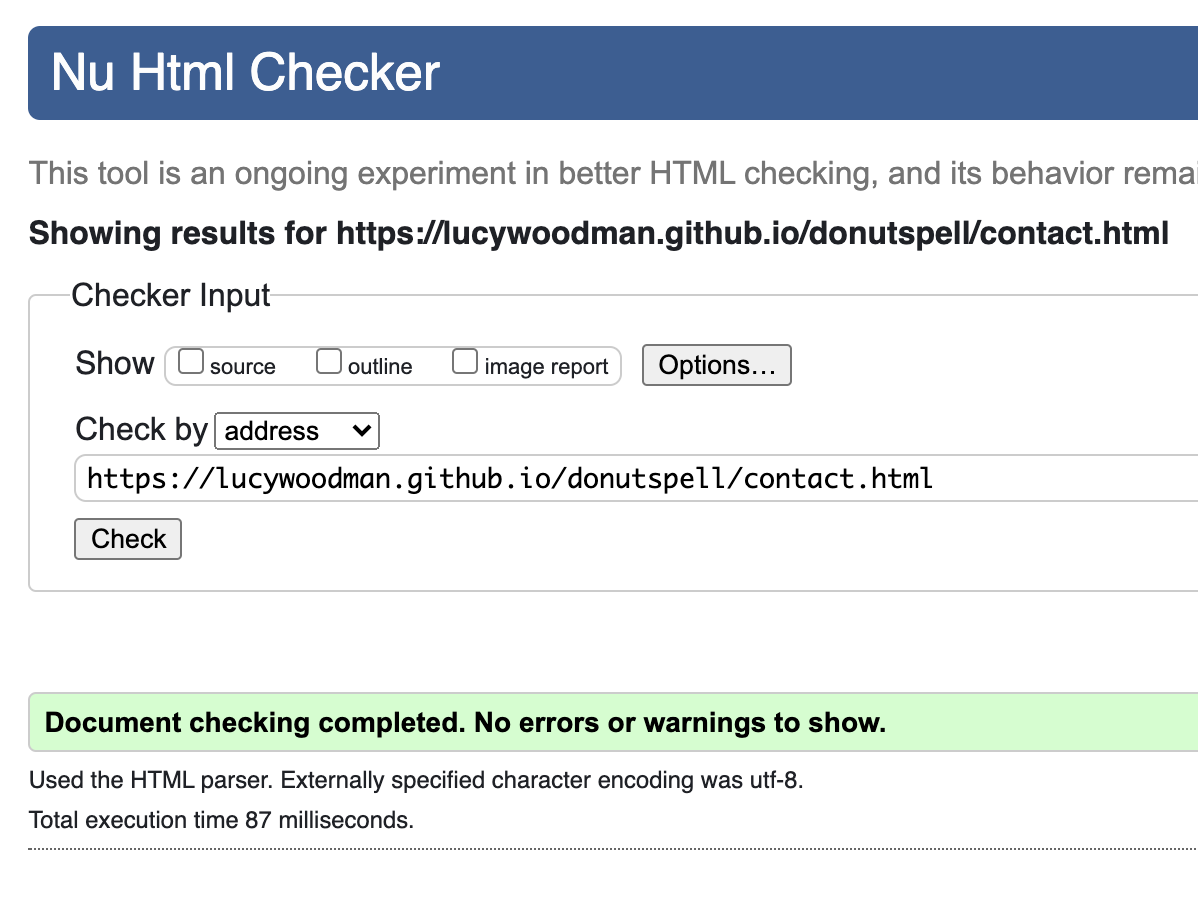 Nu Html Checker
This tool is an ongoing experiment in better HTML checking, and its behavior
Showing results for https://lucywoodman.github.io/donutspell/contact.html
Checker Input
Show source outline image report Options…
Check by address
https://lucywoodman.github.io/donutspell/contact.html
Check
Document checking completed. No errors or warnings to show.
Used the HTML parser. Externally specified character encoding was utf-8.
Total execution time 87 milliseconds.